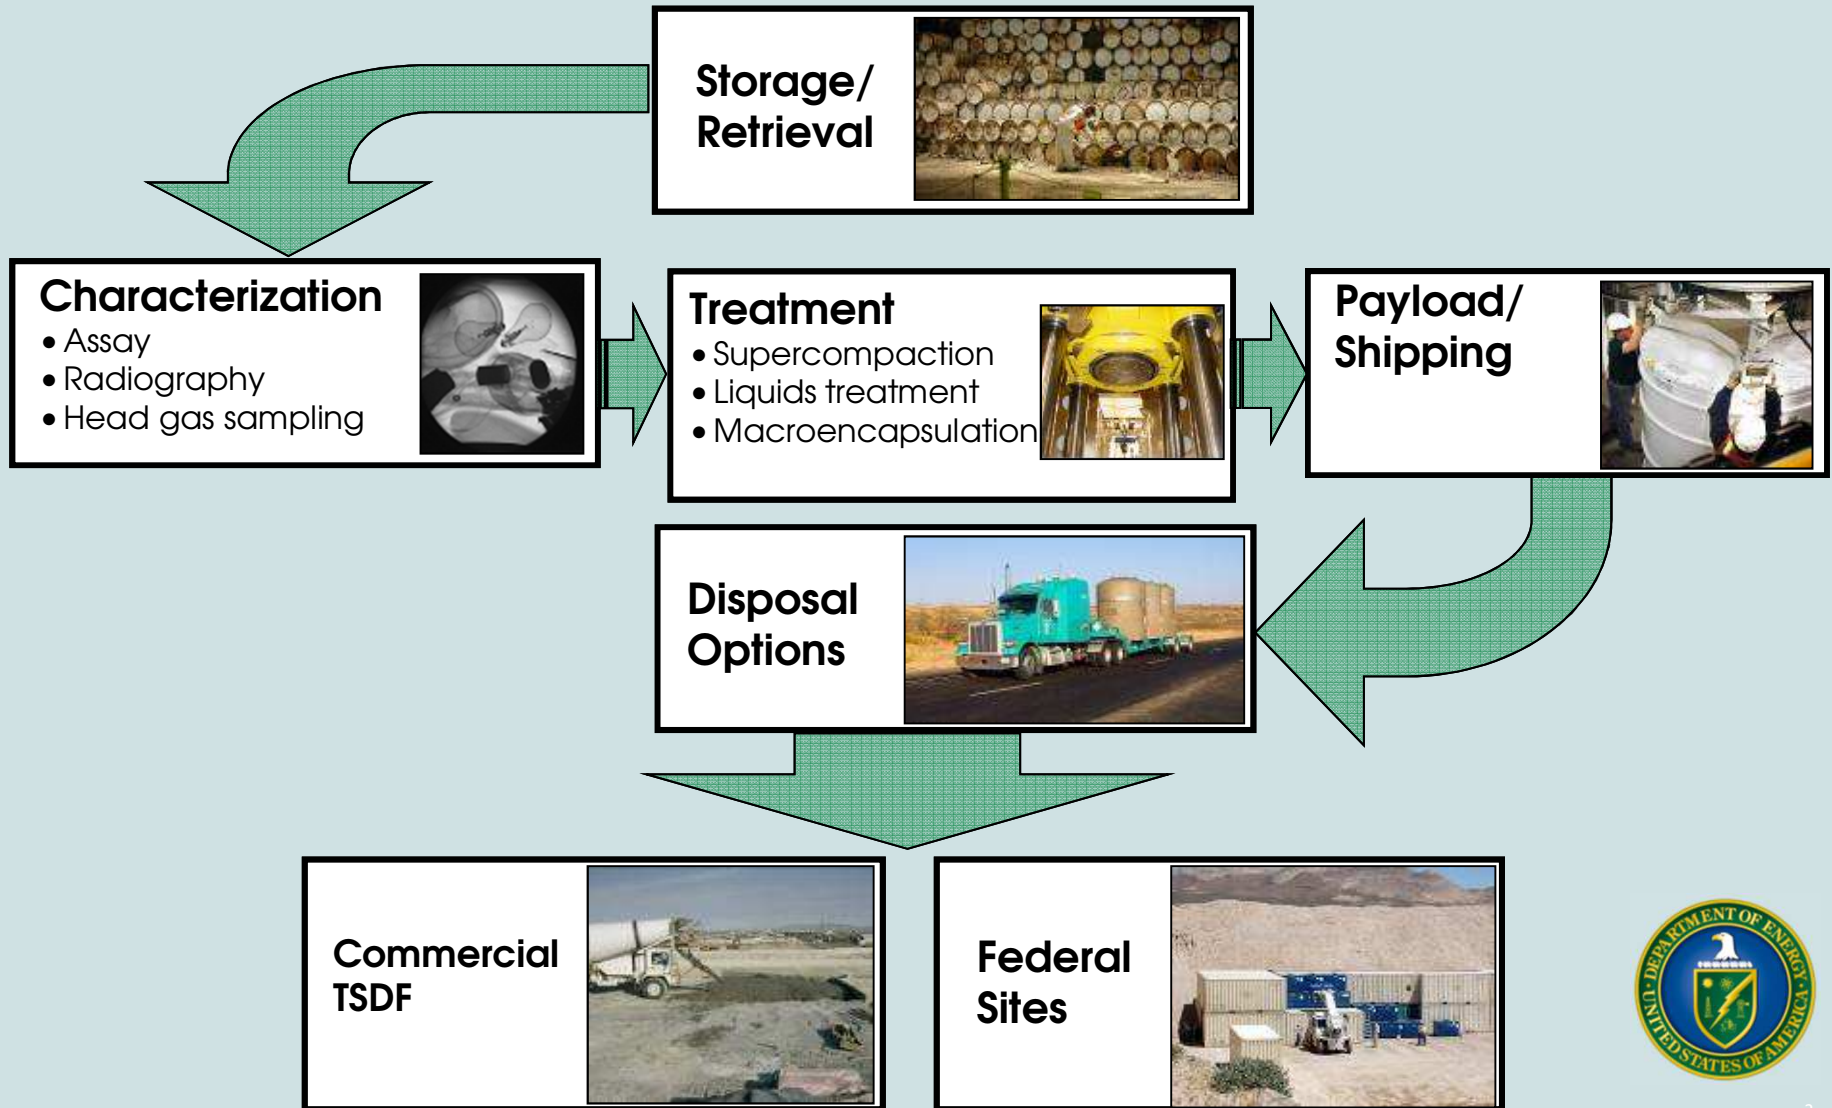 Storage/
Retrieval
Characterization
• Assay
• Radiography
• Head gas sampling
Treatment
• Supercompaction
• Liquids treatment
• Macroencapsulation
Payload/
Shipping
Disposal
Options
Commercial
TSDF
Federal
Sites
DEPARTMENT OF ENERGY
UNITED STATES OF AMERICA